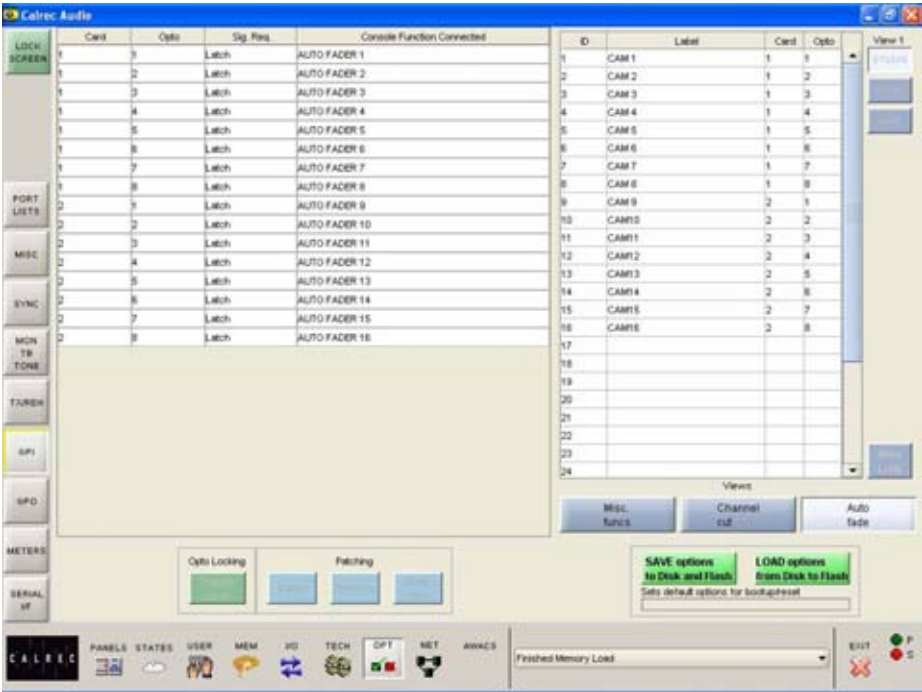 Calrec Audio
LOCK SCREEN
PORT LISTS
MISC
SYNC
MON TB TONE
TX/REH
GPI
GPO
METERS
SERIAL I/F
Card Opto Sig. Req. Console Function Connected
1 1 Latch AUTO FADER 1
1 2 Latch AUTO FADER 2
1 3 Latch AUTO FADER 3
1 4 Latch AUTO FADER 4
1 5 Latch AUTO FADER 5
1 6 Latch AUTO FADER 6
1 7 Latch AUTO FADER 7
1 8 Latch AUTO FADER 8
2 1 Latch AUTO FADER 9
2 2 Latch AUTO FADER 10
2 3 Latch AUTO FADER 11
2 4 Latch AUTO FADER 12
2 5 Latch AUTO FADER 13
2 6 Latch AUTO FADER 14
2 7 Latch AUTO FADER 15
2 8 Latch AUTO FADER 16
ID Label Card Opto
1 CAM 1 1 1
2 CAM 2 1 2
3 CAM 3 1 3
4 CAM 4 1 4
5 CAM 5 1 5
6 CAM 6 1 6
7 CAM 7 1 7
8 CAM 8 1 8
9 CAM 9 2 1
10 CAM10 2 2
11 CAM11 2 3
12 CAM12 2 4
13 CAM13 2 5
14 CAM14 2 6
15 CAM15 2 7
16 CAM16 2 8
17
18
19
20
21
22
23
24
View 1
Views
Misc. funcs
Channel cut
Auto fade
Opto Locking
Patching
SAVE options to Disk and Flash
LOAD options from Disk to Flash
Sets default options for bootup/reset
CALREC
PANELS STATES USER MEM I/O TECH OPT NET AWACS
Finished Memory Load
EXIT
P
S